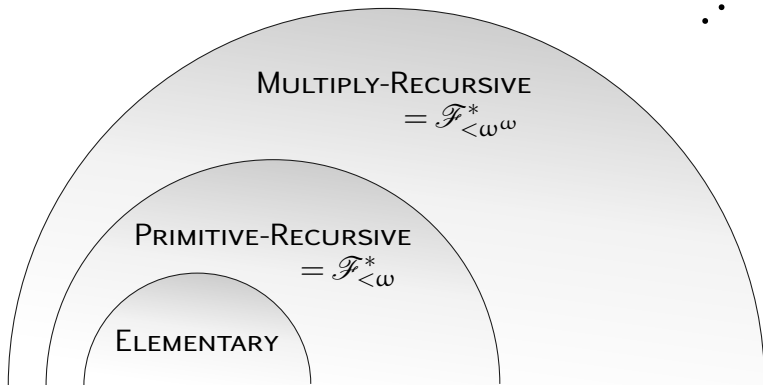 MULTIPLY-RECURSIVE
= ℱ*<ω^ω
PRIMITIVE-RECURSIVE
= ℱ*<ω
ELEMENTARY